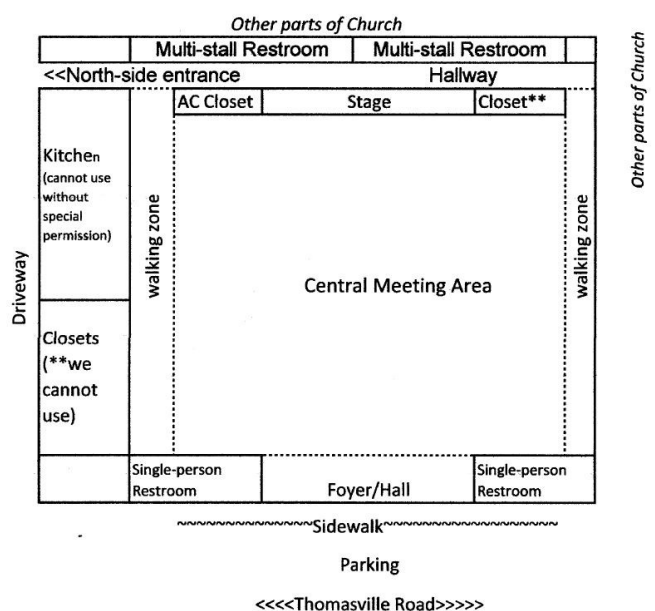 Other parts of Church
Other parts of Church
Multi-stall Restroom
Multi-stall Restroom
<<North-side entrance
Hallway
AC Closet
Stage
Closet**
Kitchen
(cannot use
without
special
permission)
walking zone
walking zone
Driveway
Central Meeting Area
Closets
(**we
cannot
use)
Single-person
Restroom
Foyer/Hall
Single-person
Restroom
~~~~~~~~~~~~~~~Sidewalk~~~~~~~~~~~~~~~~~~~
Parking
<<<<Thomasville Road>>>>>